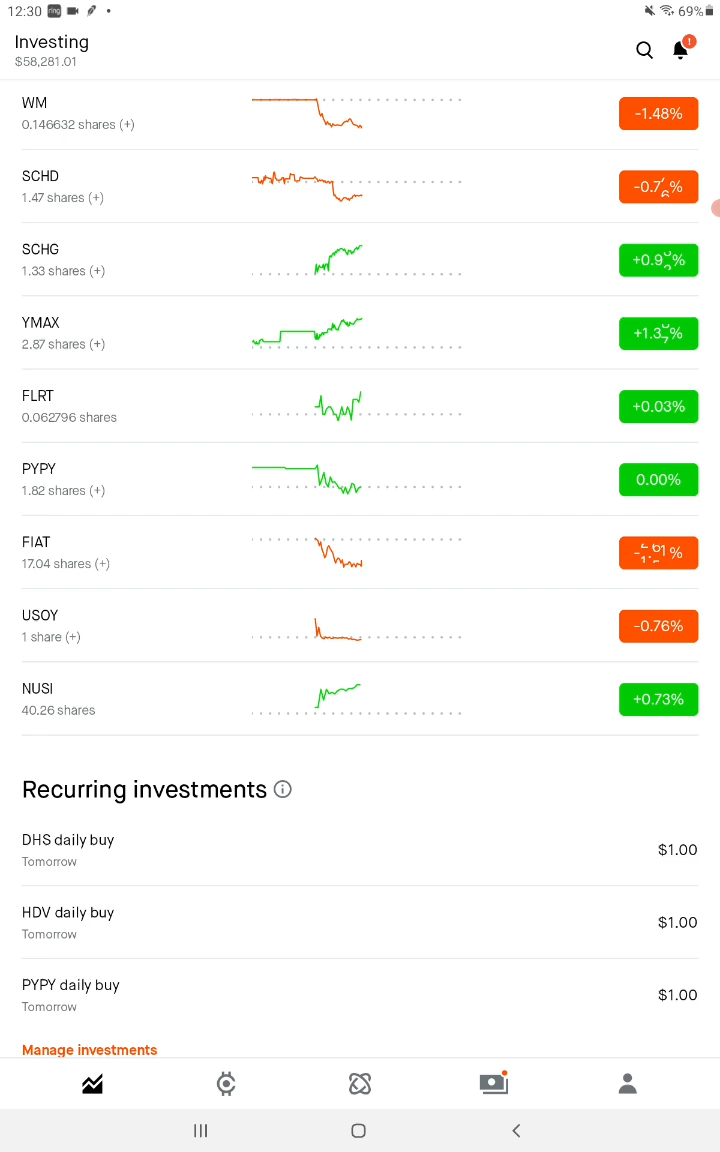 12:30 ring 69%
Investing
$58,281.01
1
WM
0.146632 shares (+)
-1.48%
SCHD
1.47 shares (+)
SCHG
1.33 shares (+)
YMAX
2.87 shares (+)
FLRT
0.062796 shares
+0.03%
PYPY
1.82 shares (+)
0.00%
FIAT
17.04 shares (+)
USOY
1 share (+)
-0.76%
NUSI
40.26 shares
+0.73%
Recurring investments
DHS daily buy
Tomorrow
$1.00
HDV daily buy
Tomorrow
$1.00
PYPY daily buy
Tomorrow
$1.00
Manage investments